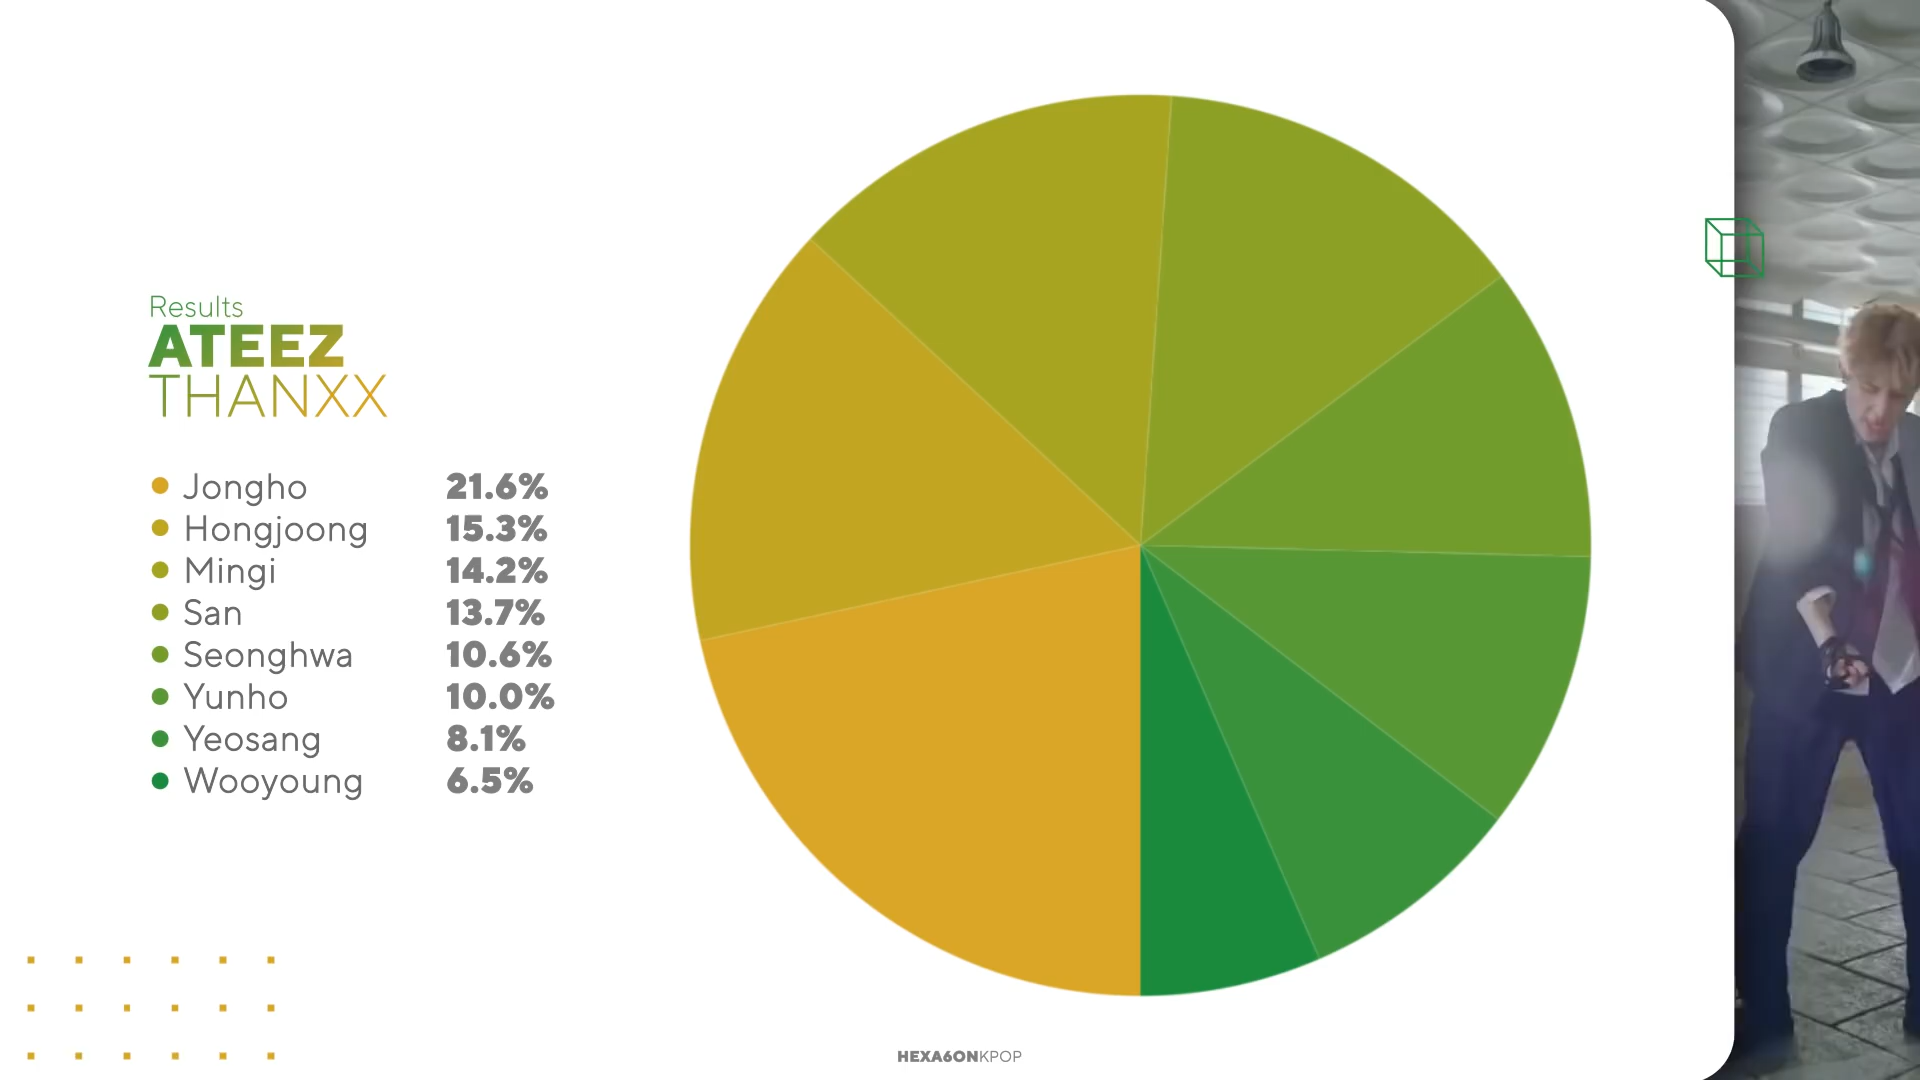 Results
ATEEZ
THANXX
Jongho 21.6%
Hongjoong 15.3%
Mingi 14.2%
San 13.7%
Seonghwa 10.6%
Yunho 10.0%
Yeosang 8.1%
Wooyoung 6.5%
HEXA6ONKPOP